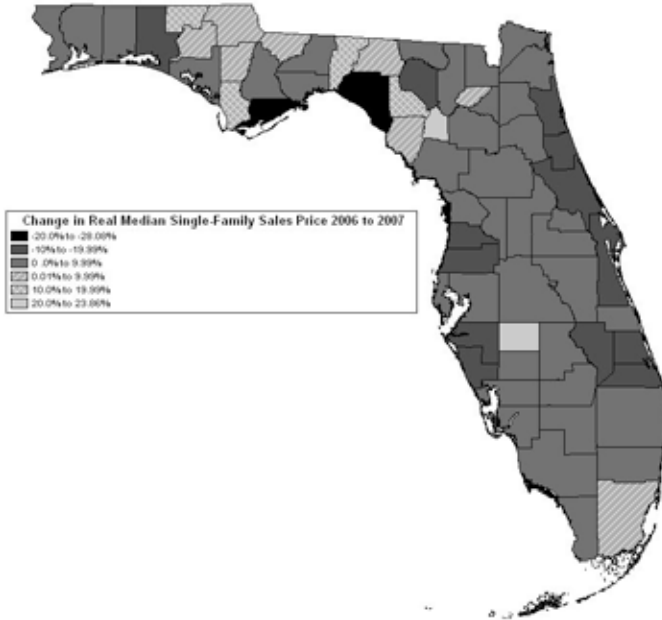 Change in Real Median Single-Family Sales Price 2006 to 2007
-20.0% to -28.08%
-10% to -19.99%
0 .0% to 9.99%
0.01% to 9.99%
10.0% to 19.99%
20.0% to 23.86%